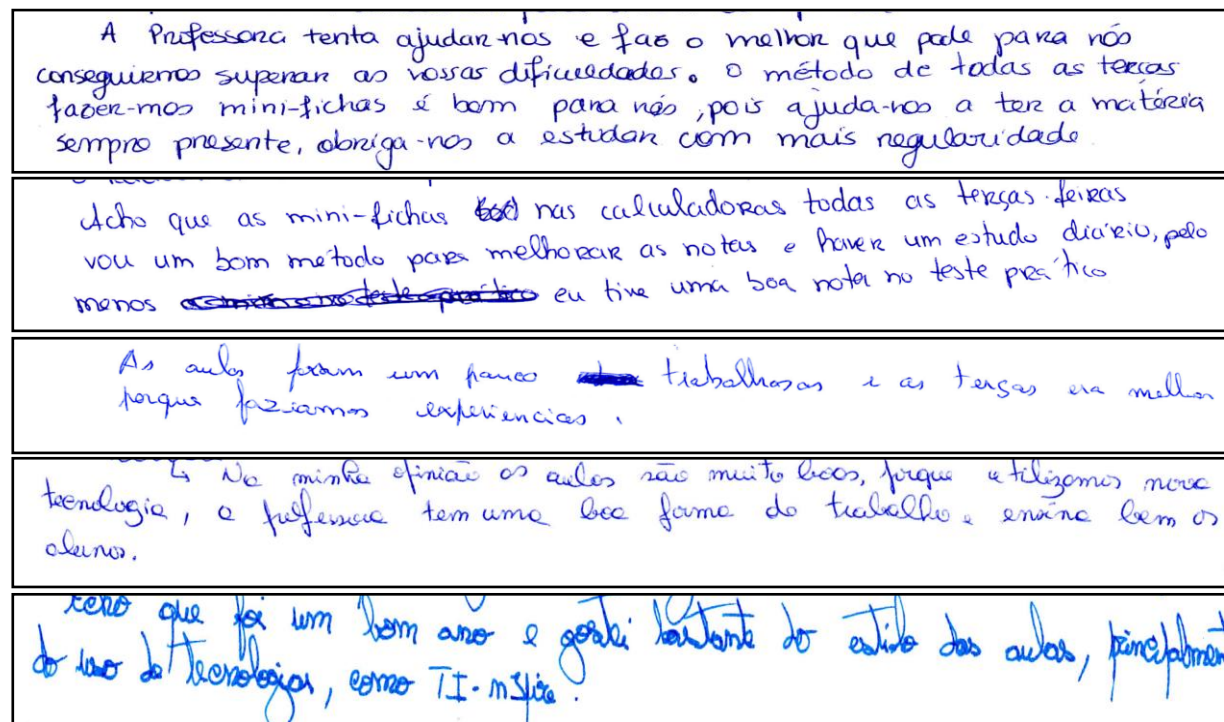 A Professora tenta ajudar-nos e faz o melhor que pode para nós
conseguirmos superar as nossas dificuldades. O método de todas as terças
fazer-mos mini-fichas é bom para nós, pois ajuda-nos a ter a matéria
sempre presente, obriga-nos a estudar com mais regularidade
Acho que as mini-fichas nas calculadoras todas as terças-feiras
vou um bom método para melhorar as notas e haver um estudo diário, pelo
menos eu tive uma boa nota no teste prático
As aulas foram um pouco trabalhosas e as terças era melhor
porque faziamos experiencias.
↳ Na minha opinião as aulas são muito boas, porque utilizamos nova
tecnologia, a professora tem uma boa forma de trabalho e ensina bem os
alunos.
que foi um bom ano e gostei bastante do estilo das aulas, principalment
do uso de tecnologias, como TI-nSpire.